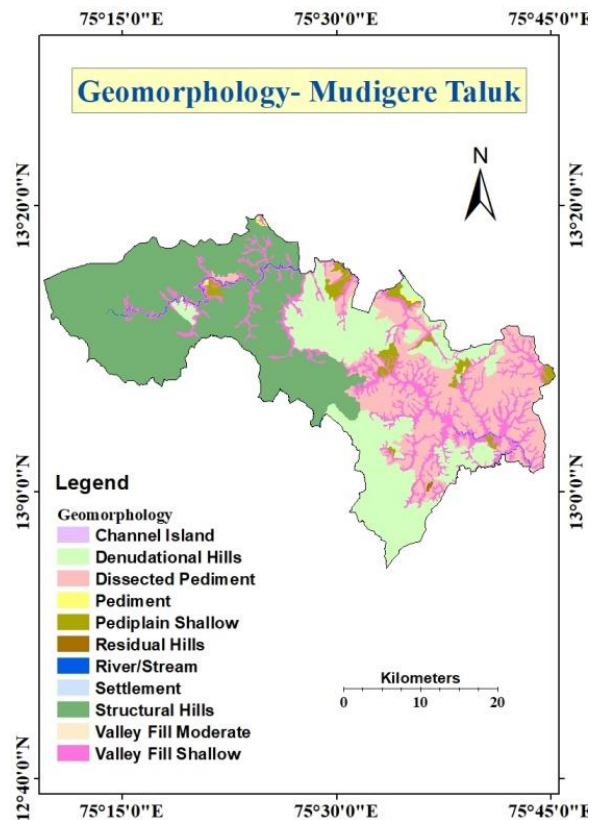 75°15'0"E 75°30'0"E 75°45'0"E
Geomorphology- Mudigere Taluk
N
13°20'0"N 13°20'0"N
13°0'0"N 13°0'0"N
Legend
Geomorphology
Channel Island
Denudational Hills
Dissected Pediment
Pediment
Pediplain Shallow
Residual Hills
River/Stream
Settlement
Structural Hills
Valley Fill Moderate
Valley Fill Shallow
Kilometers
0 5 10 20
12°40'0"N 12°40'0"N
75°15'0"E 75°30'0"E 75°45'0"E